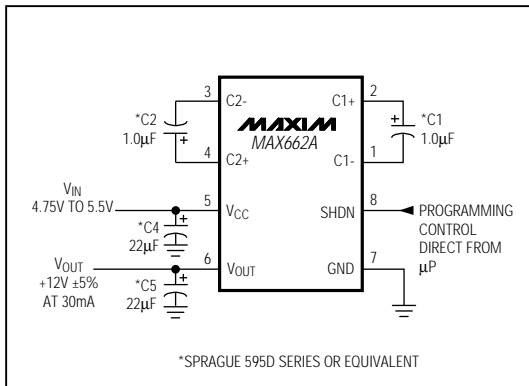 3
C2-
C1+
2
*C2
1.0μF
+
MAXIM
MAX662A
+
*C1
1.0μF
4
C2+
C1-
1
VIN
4.75V TO 5.5V
5
VCC
SHDN
8
PROGRAMMING
CONTROL
DIRECT FROM
μP
*C4
22μF
+
VOUT
+12V ±5%
AT 30mA
6
VOUT
GND
7
*C5
22μF
+
*SPRAGUE 595D SERIES OR EQUIVALENT